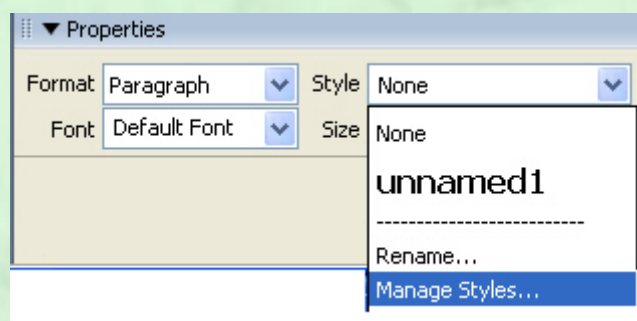 Properties
Format Paragraph Style None
Font Default Font Size None
unnamed1
--------------------------
Rename...
Manage Styles...